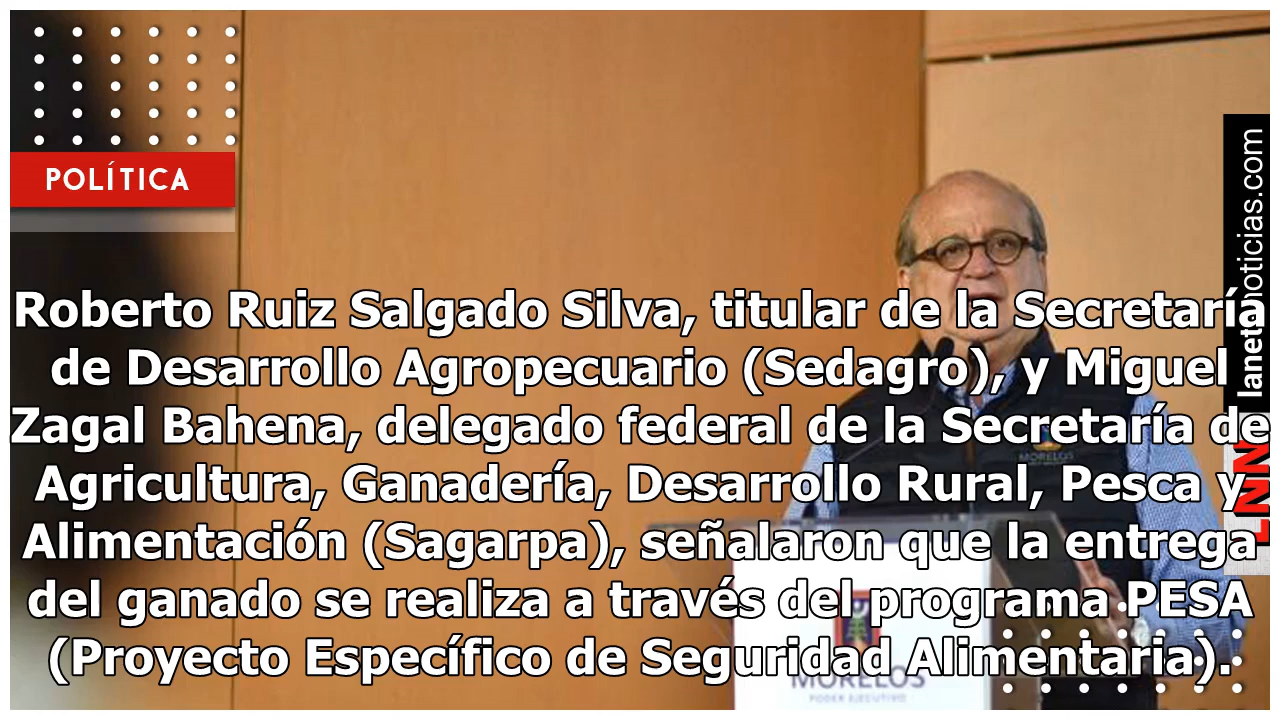 POLÍTICA
lanetanoticias.com
Roberto Ruiz Salgado Silva, titular de la Secretaría
de Desarrollo Agropecuario (Sedagro), y Miguel
Zagal Bahena, delegado federal de la Secretaría de
Agricultura, Ganadería, Desarrollo Rural, Pesca y
Alimentación (Sagarpa), señalaron que la entrega
del ganado se realiza a través del programa PESA
(Proyecto Específico de Seguridad Alimentaria).
LNN
MORELOS
MORELOS
PODER EJECUTIVO